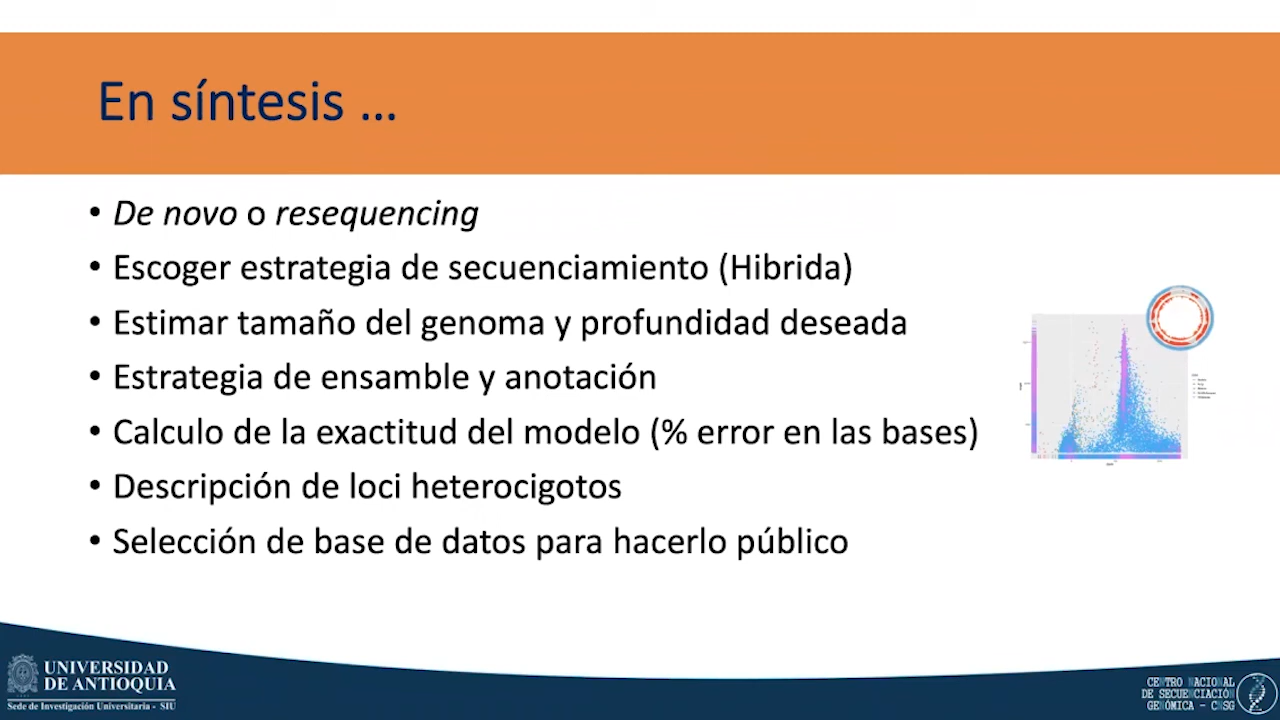 En síntesis ...
• De novo o resequencing
• Escoger estrategia de secuenciamiento (Hibrida)
• Estimar tamaño del genoma y profundidad deseada
• Estrategia de ensamble y anotación
• Calculo de la exactitud del modelo (% error en las bases)
• Descripción de loci heterocigotos
• Selección de base de datos para hacerlo público
UNIVERSIDAD
DE ANTIOQUIA
Sede de Investigación Universitaria - SIU
CENTRO NACIONAL
DE SECUENCIACIÓN
GENÓMICA - CNSG